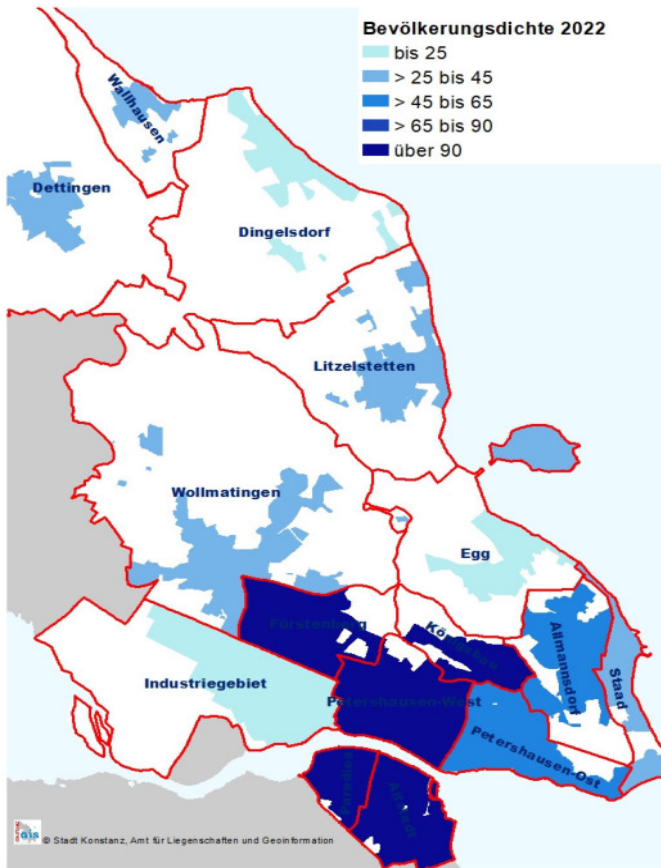 Bevölkerungsdichte 2022
bis 25
> 25 bis 45
> 45 bis 65
> 65 bis 90
über 90
Wallhausen
Dettingen
Dingelsdorf
Litzelstetten
Wollmatingen
Egg
Fürstenberg
Königsbau
Allmannsdorf
Staad
Industriegebiet
Petershausen-West
Petershausen-Ost
Paradies
Altstadt
© Stadt Konstanz, Amt für Liegenschaften und Geoinformation